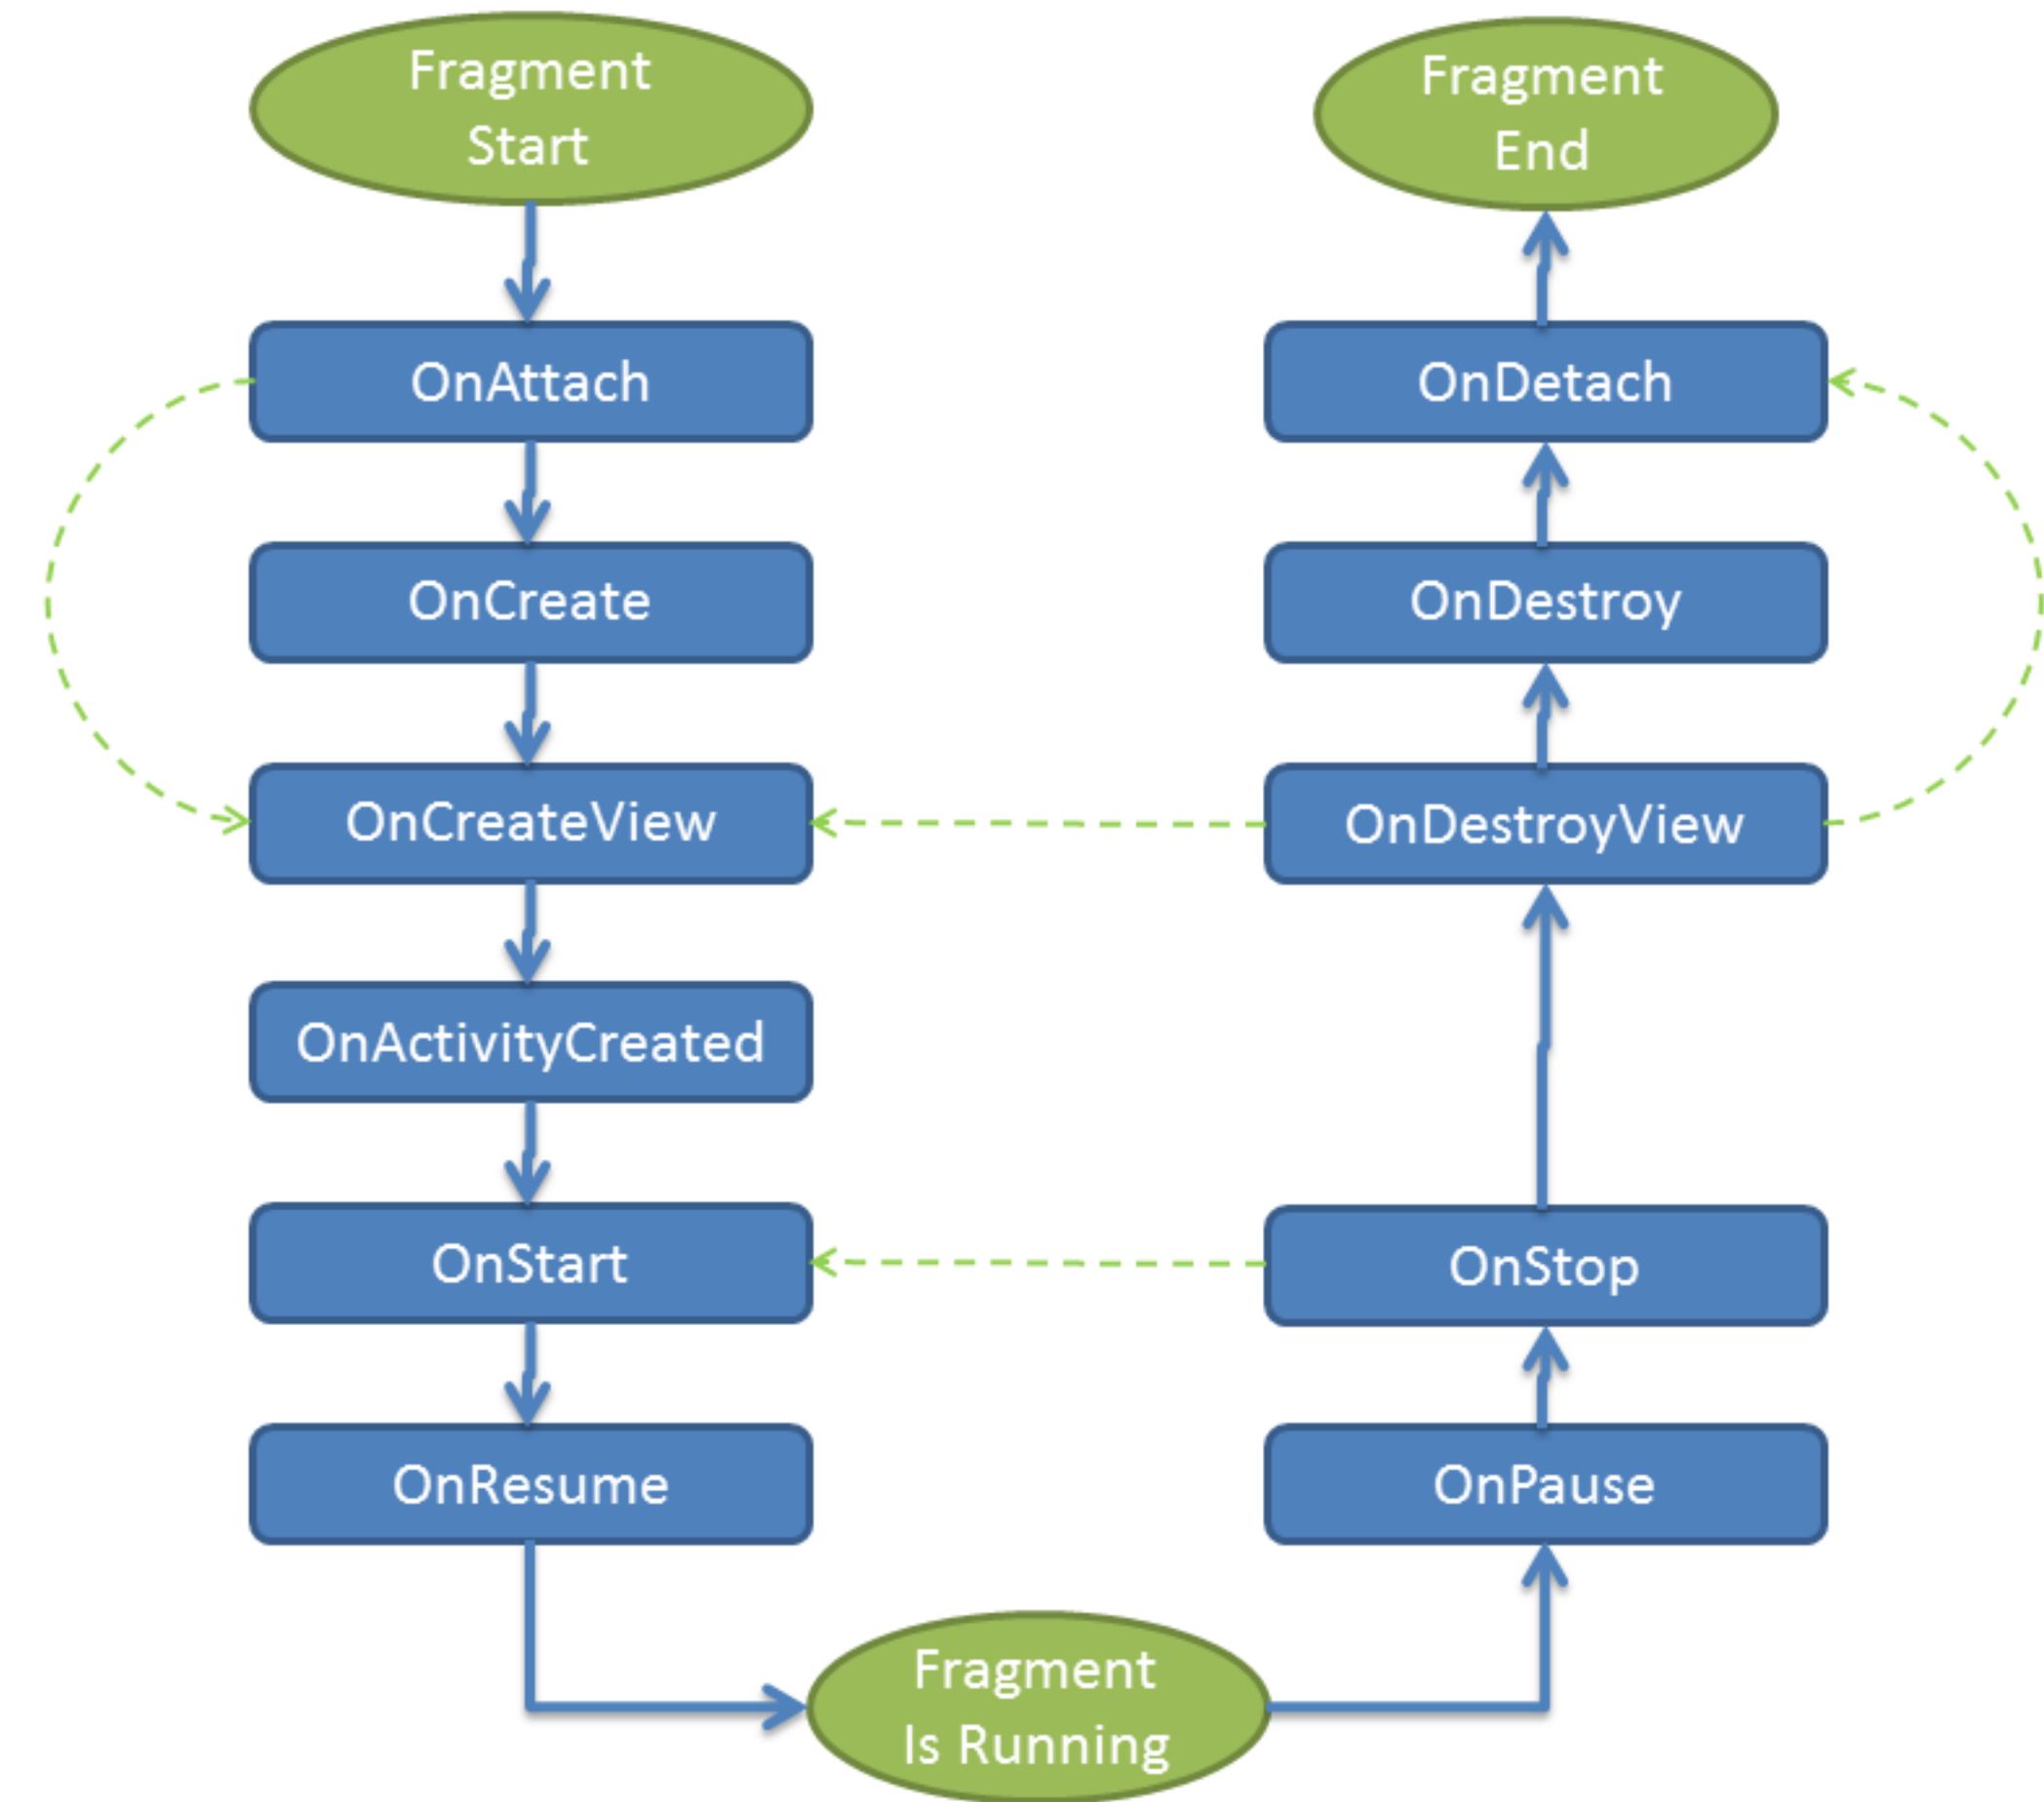 Fragment
Start
OnAttach
OnCreate
OnCreateView
OnActivityCreated
OnStart
OnResume
Fragment
Is Running
Fragment
End
OnDetach
OnDestroy
OnDestroyView
OnStop
OnPause